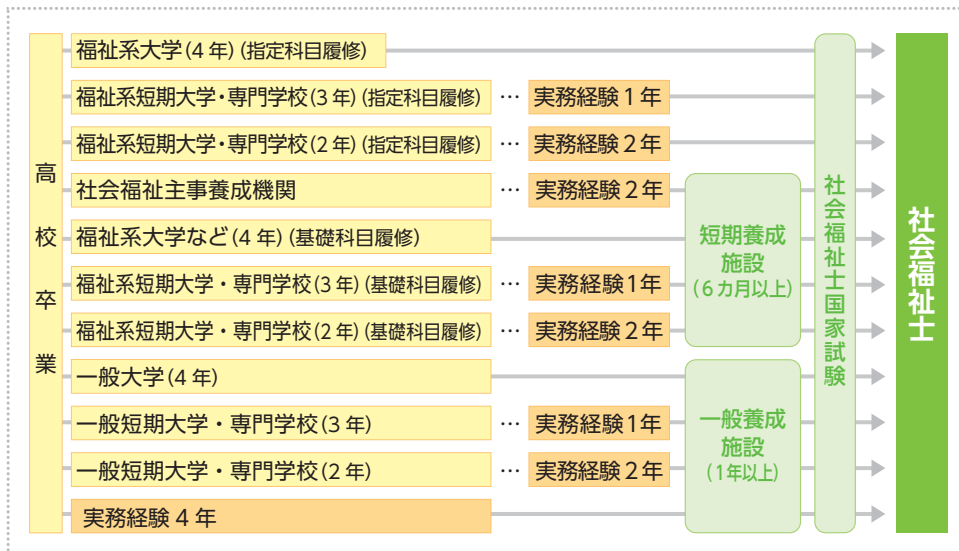 高校卒業
福祉系大学(4年)(指定科目履修)
福祉系短期大学・専門学校(3年)(指定科目履修) … 実務経験1年
福祉系短期大学・専門学校(2年)(指定科目履修) … 実務経験2年
社会福祉主事養成機関 … 実務経験2年
福祉系大学など(4年)(基礎科目履修)
福祉系短期大学・専門学校(3年)(基礎科目履修) … 実務経験1年
福祉系短期大学・専門学校(2年)(基礎科目履修) … 実務経験2年
一般大学(4年)
一般短期大学・専門学校(3年) … 実務経験1年
一般短期大学・専門学校(2年) … 実務経験2年
実務経験4年
短期養成
施設
(6カ月以上)
一般養成
施設
(1年以上)
社会福祉士国家試験
社会福祉士